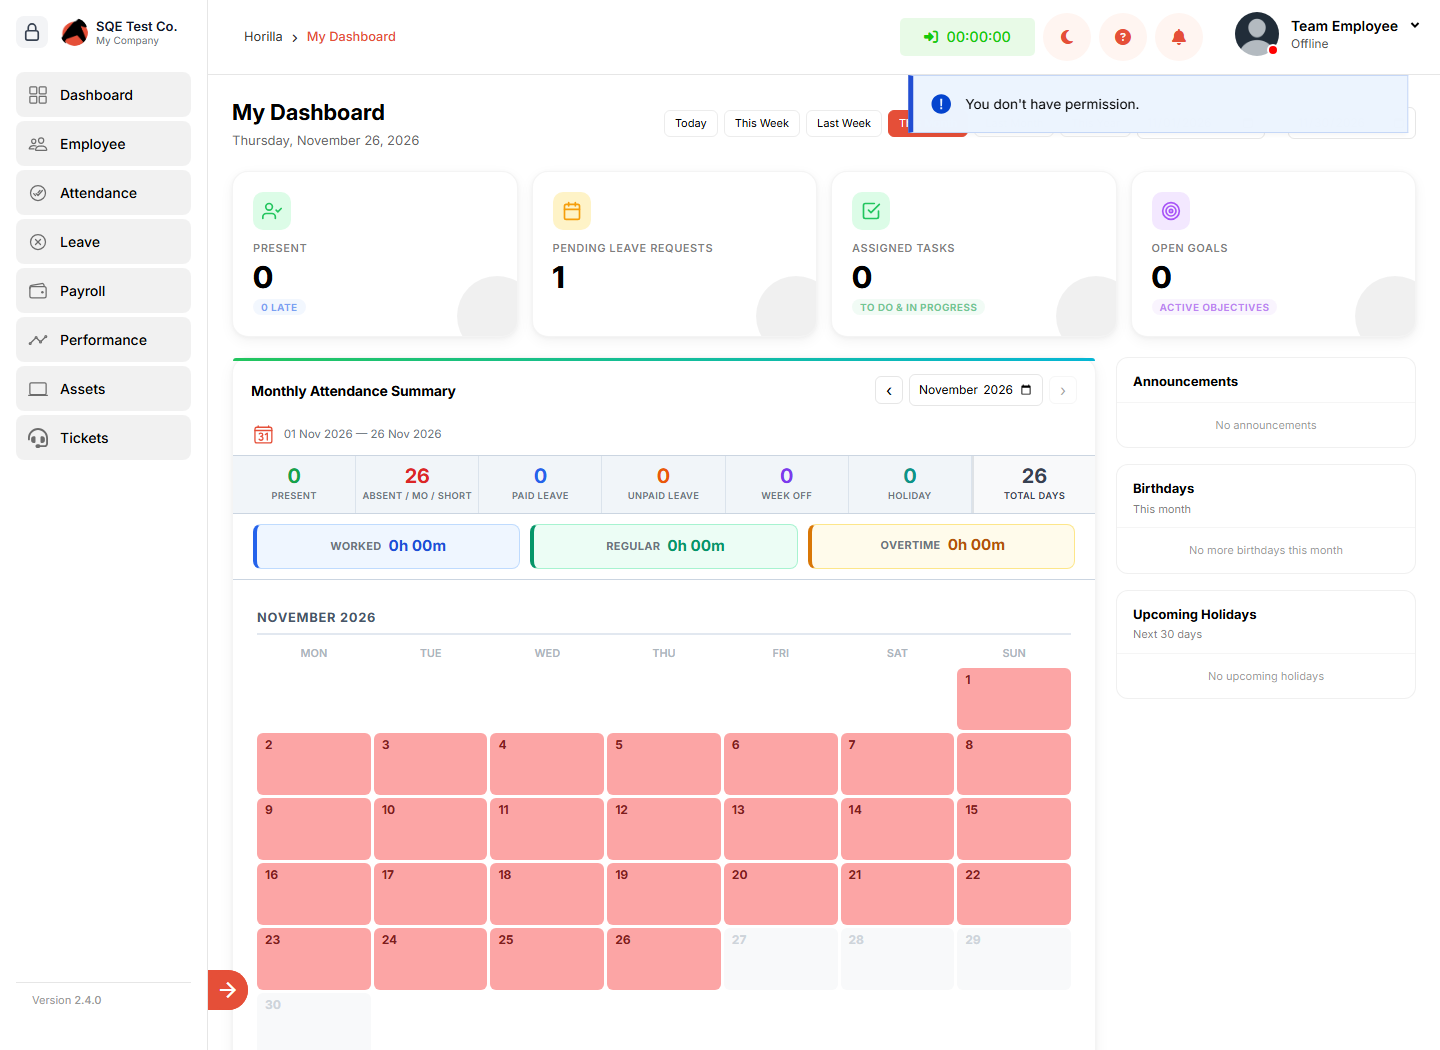 SQE Test Co.
My Company
Dashboard
Employee
Attendance
Leave
Payroll
Performance
Assets
Tickets
Version 2.4.0
Horilla > My Dashboard
00:00:00
Team Employee
Offline
You don't have permission.
My Dashboard
Thursday, November 26, 2026
Today
This Week
Last Week
PRESENT
0
0 LATE
PENDING LEAVE REQUESTS
1
ASSIGNED TASKS
0
TO DO & IN PROGRESS
OPEN GOALS
0
ACTIVE OBJECTIVES
Monthly Attendance Summary
November 2026
31
01 Nov 2026 — 26 Nov 2026
0
PRESENT
26
ABSENT / MO / SHORT
0
PAID LEAVE
0
UNPAID LEAVE
0
WEEK OFF
0
HOLIDAY
26
TOTAL DAYS
WORKED 0h 00m
REGULAR 0h 00m
OVERTIME 0h 00m
NOVEMBER 2026
MON TUE WED THU FRI SAT SUN
1
2 3 4 5 6 7 8
9 10 11 12 13 14 15
16 17 18 19 20 21 22
23 24 25 26 27 28 29
30
Announcements
No announcements
Birthdays
This month
No more birthdays this month
Upcoming Holidays
Next 30 days
No upcoming holidays